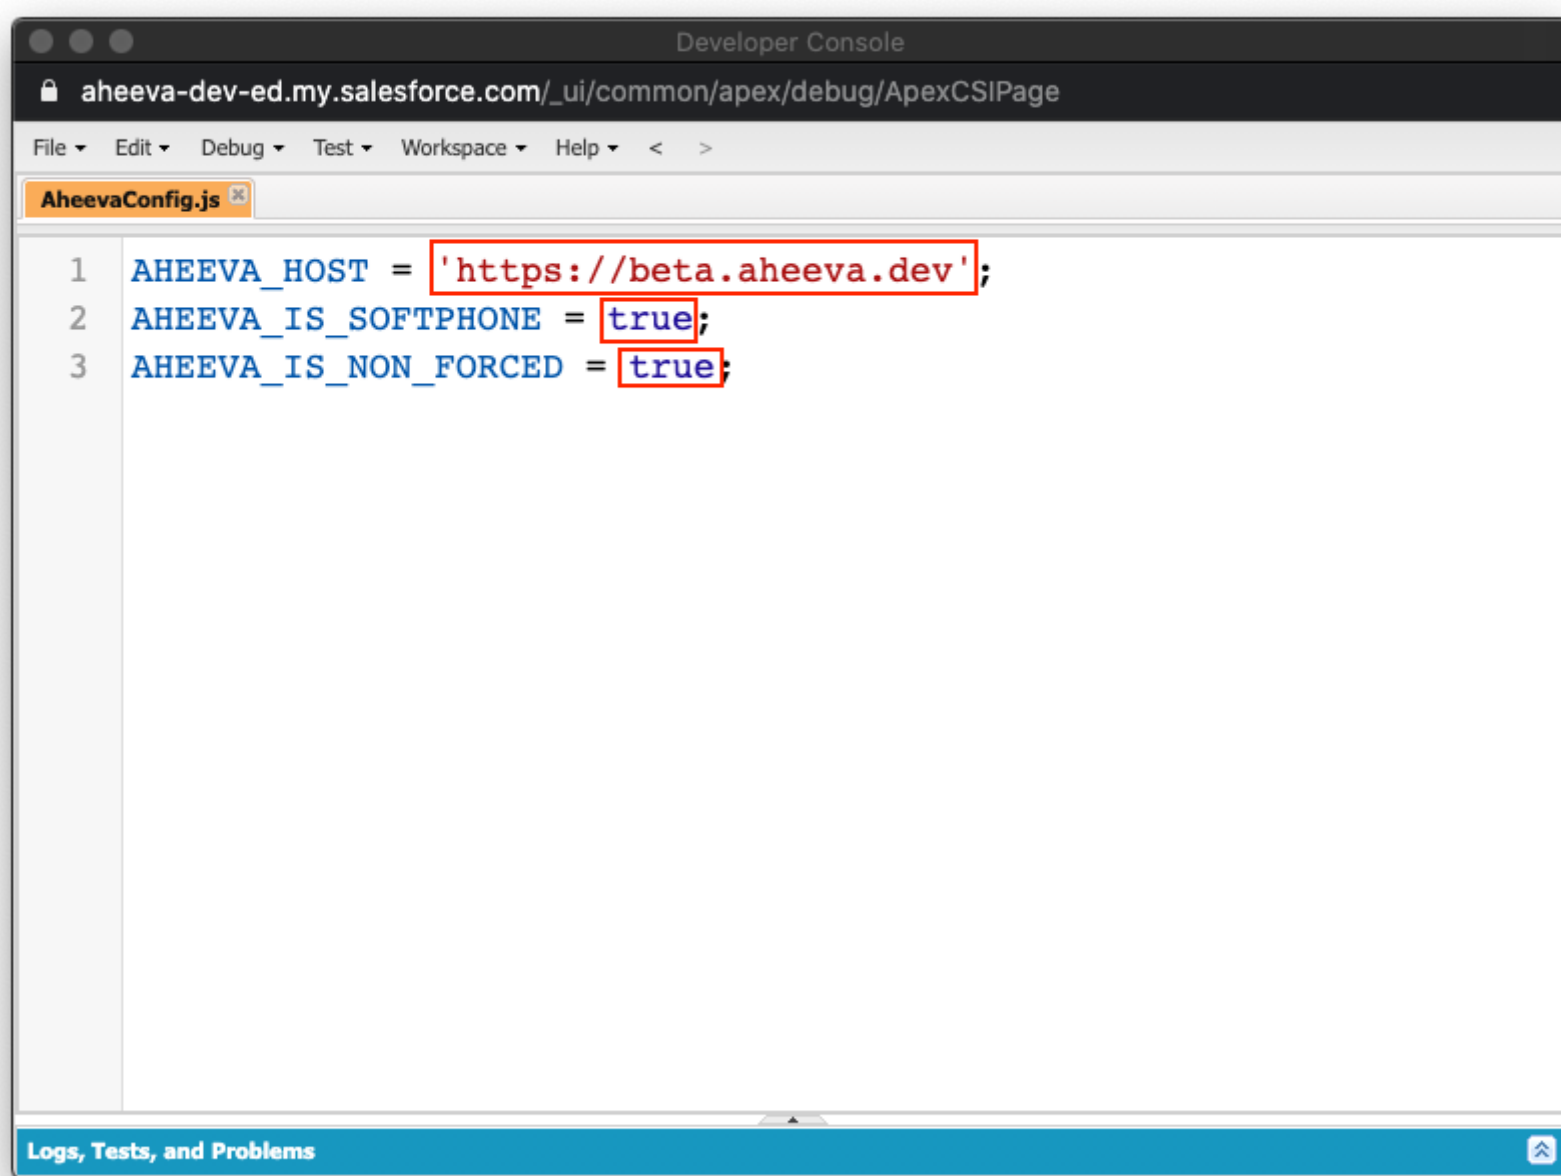 Developer Console
aheeva-dev-ed.my.salesforce.com/_ui/common/apex/debug/ApexCSIPage
File Edit Debug Test Workspace Help < >
AheevaConfig.js
1 AHEEVA_HOST = 'https://beta.aheeva.dev';
2 AHEEVA_IS_SOFTPHONE = true;
3 AHEEVA_IS_NON_FORCED = true;
Logs, Tests, and Problems